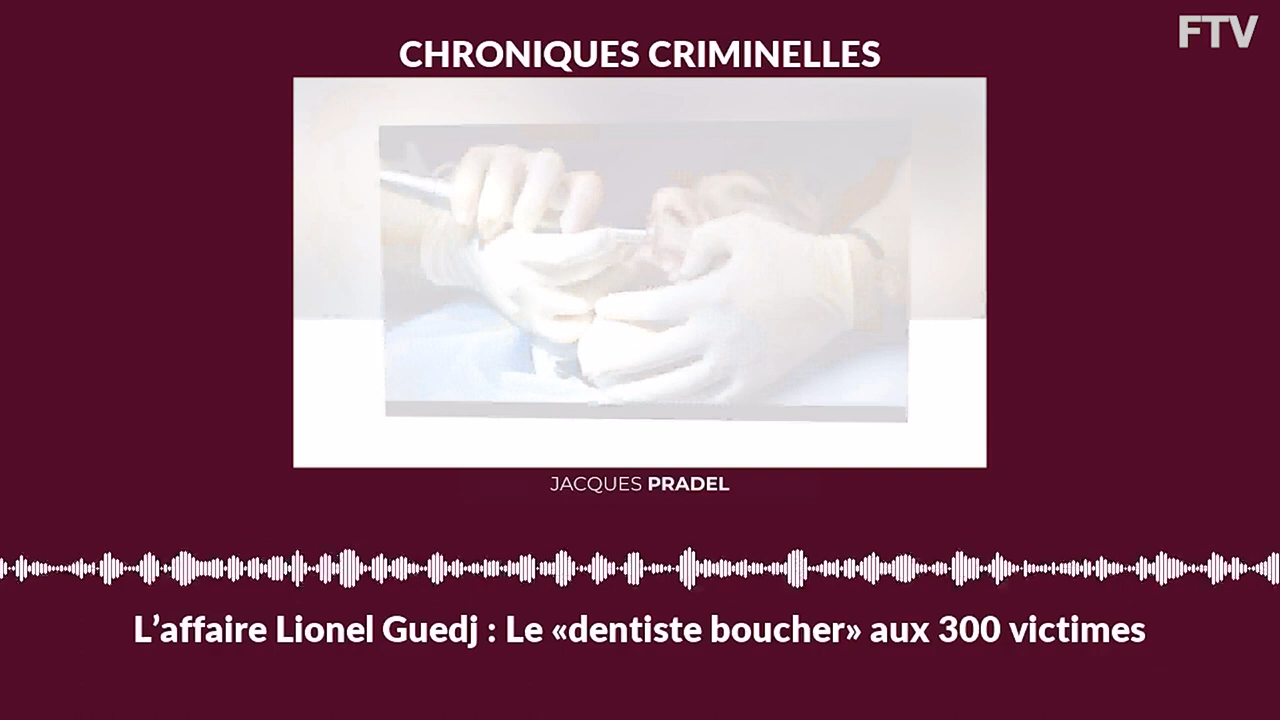 FTV
CHRONIQUES CRIMINELLES
JACQUES PRADEL
L’affaire Lionel Guedj : Le «dentiste boucher» aux 300 victimes